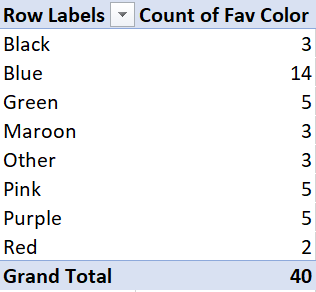 Row Labels Count of Fav Color
Black 3
Blue 14
Green 5
Maroon 3
Other 3
Pink 5
Purple 5
Red 2
Grand Total 40